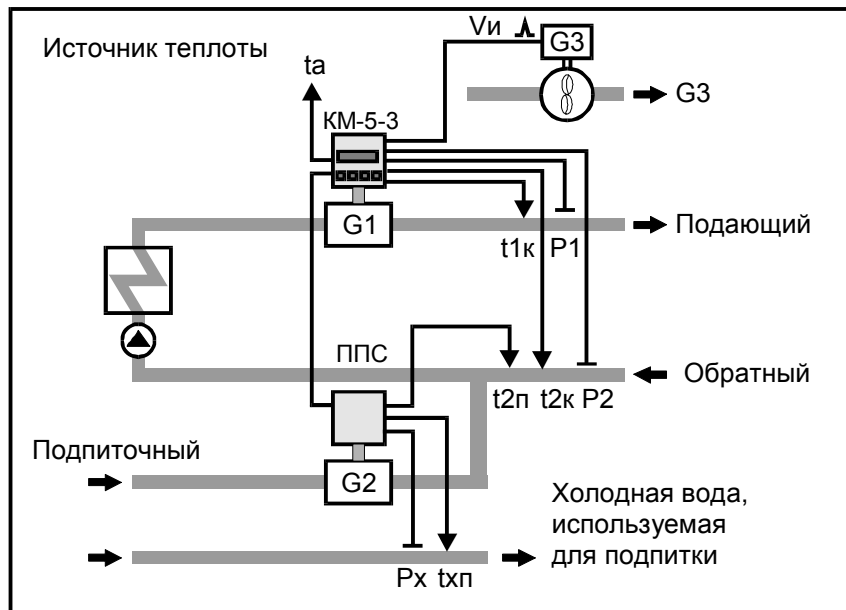 Vи
G3
Источник теплоты
ta
G3
КМ-5-3
G1
Подающий
t1к P1
ППС
Обратный
t2п t2к P2
Подпиточный
G2
Холодная вода,
используемая
для подпитки
Px tхп